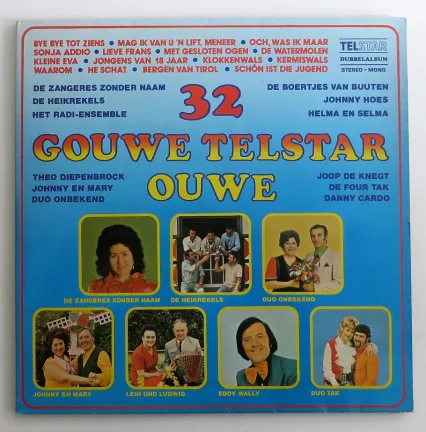 BYE BYE TOT ZIENS • MAG IK VAN U 'N LIFT, MENEER • OCH, WAS IK MAAR
SONJA ADDIO • LIEVE FRANS • MET GESLOTEN OGEN • DE WATERMOLEN
KLEINE EVA • JONGENS VAN 18 JAAR • KLOKKENWALS • KERMISWALS
WAAROM • HE SCHAT • BERGEN VAN TIROL • SCHÖN IST DIE JUGEND
TELSTAR
DUBBELALBUM
STEREO - MONO
DE ZANGERES ZONDER NAAM
DE HEIKREKELS
HET RADI-ENSEMBLE
32
DE BOERTJES VAN BUUTEN
JOHNNY HOES
HELMA EN SELMA
GOUWE TELSTAR
OUWE
THEO DIEPENBROCK
JOHNNY EN MARY
DUO ONBEKEND
JOOP DE KNEGT
DE FOUR TAK
DANNY CARDO
DE ZANGERES ZONDER NAAM
DE HEIKREKELS
DUO ONBEKEND
JOHNNY EN MARY
LENI UND LUDWIG
EDDY WALLY
DUO TAK